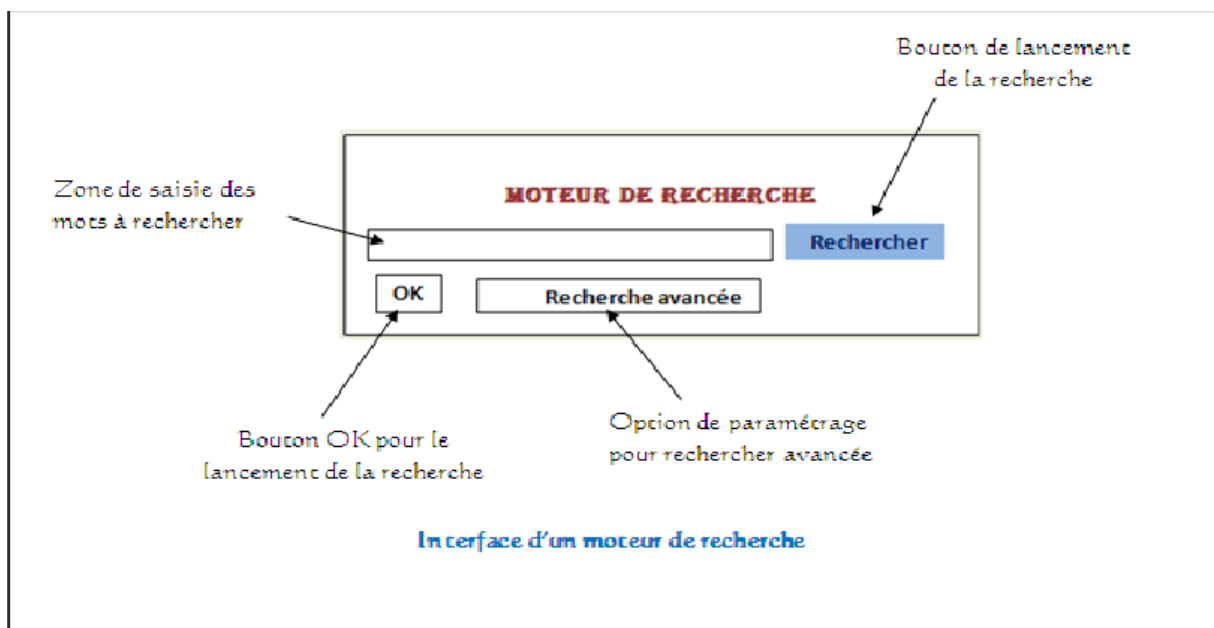 Bouton de lancement
de la recherche
Zone de saisie des
mots à rechercher
MOTEUR DE RECHERCHE
Rechercher
OK
Recherche avancée
Bouton OK pour le
lancement de la recherche
Option de paramétrage
pour rechercher avancée
Interface d'un moteur de recherche